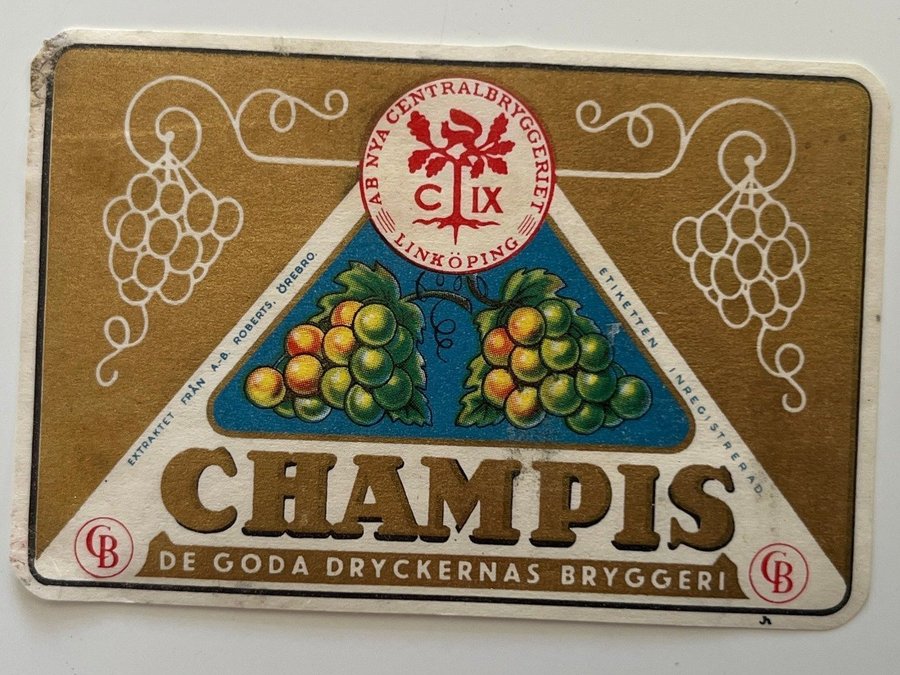 AB NYA CENTRALBRYGGERIET
C IX
LINKÖPING
EXTRAKTET FRÅN A-B. ROBERTS, ÖREBRO.
ETIKETTEN INREGISTRERAD.
CHAMPIS
CB
DE GODA DRYCKERNAS BRYGGERI
CB